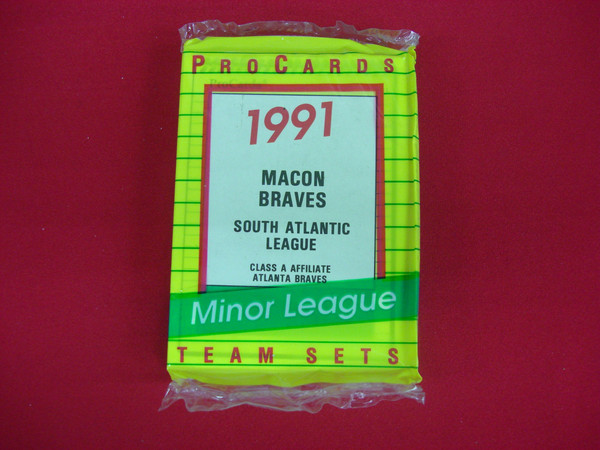 PROCARDS
1991
MACON
BRAVES
SOUTH ATLANTIC
LEAGUE
CLASS A AFFILIATE
ATLANTA BRAVES
Minor League
TEAM SETS